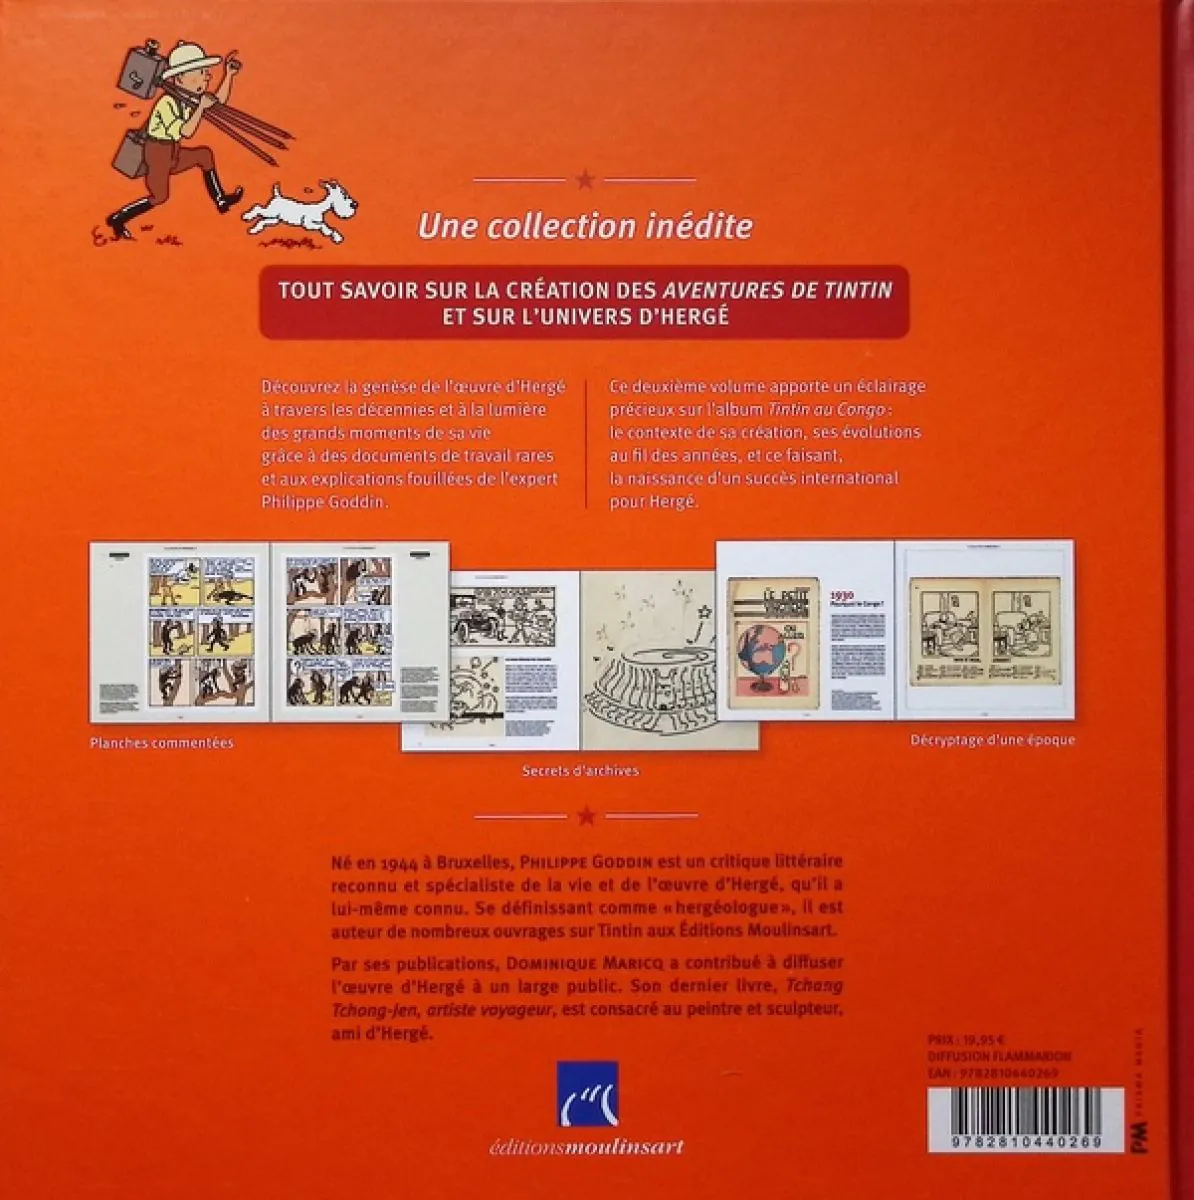 Une collection inédite
TOUT SAVOIR SUR LA CRÉATION DES AVENTURES DE TINTIN
ET SUR L'UNIVERS D'HERGÉ
Découvrez la genèse de l'œuvre d'Hergé
à travers les décennies et à la lumière
des grands moments de sa vie
grâce à des documents de travail rares
et aux explications fouillées de l'expert
Philippe Goddin.
Ce deuxième volume apporte un éclairage
précieux sur l'album Tintin au Congo :
le contexte de sa création, ses évolutions
au fil des années, et ce faisant,
la naissance d'un succès international
pour Hergé.
LE PETIT
1930
Pourquoi le Congo ?
Planches commentées
Secrets d'archives
Décryptage d'une époque
Né en 1944 à Bruxelles, PHILIPPE GODDIN est un critique littéraire
reconnu et spécialiste de la vie et de l'œuvre d'Hergé, qu'il a
lui-même connu. Se définissant comme « hergéologue », il est
auteur de nombreux ouvrages sur Tintin aux Éditions Moulinsart.
Par ses publications, DOMINIQUE MARICQ a contribué à diffuser
l'œuvre d'Hergé à un large public. Son dernier livre, Tchang
Tchong-Jen, artiste voyageur, est consacré au peintre et sculpteur,
ami d'Hergé.
PRIX : 19,95 €
DIFFUSION FLAMMARION
EAN : 9782810440269
9782810440269
PM PRISMA MEDIA
éditionsmoulinsart